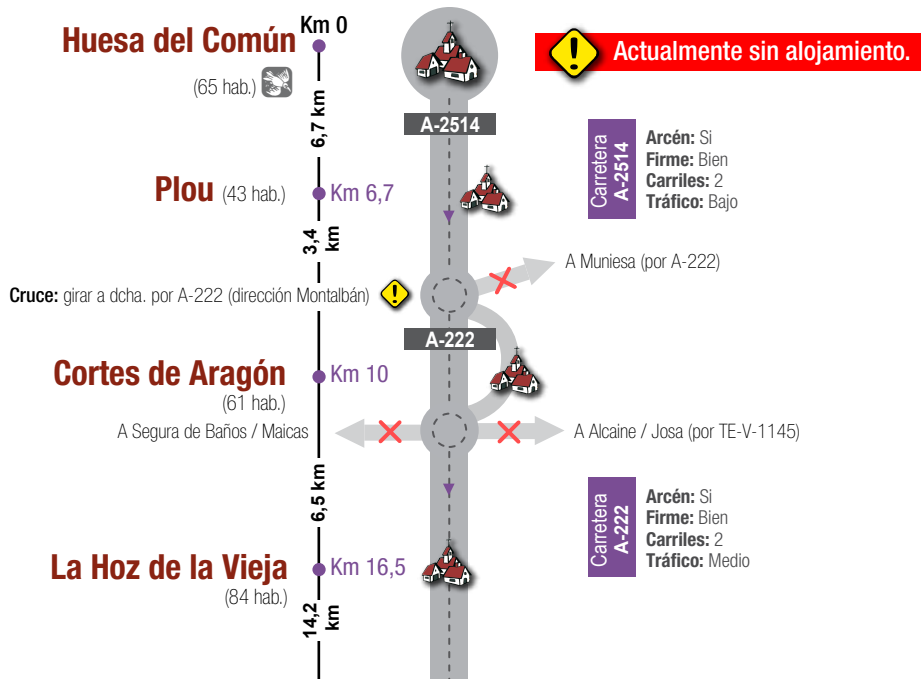 Km 0
Huesa del Común
(65 hab.)
Actualmente sin alojamiento.
6,7 km
A-2514
Carretera
A-2514
Arcén: Si
Firme: Bien
Carriles: 2
Tráfico: Bajo
Plou (43 hab.)
Km 6,7
3,4
km
A Muniesa (por A-222)
Cruce: girar a dcha. por A-222 (dirección Montalbán)
A-222
Cortes de Aragón
(61 hab.)
Km 10
A Segura de Baños / Maicas
A Alcaine / Josa (por TE-V-1145)
6,5 km
Carretera
A-222
Arcén: Si
Firme: Bien
Carriles: 2
Tráfico: Medio
La Hoz de la Vieja
(84 hab.)
Km 16,5
14,2
km